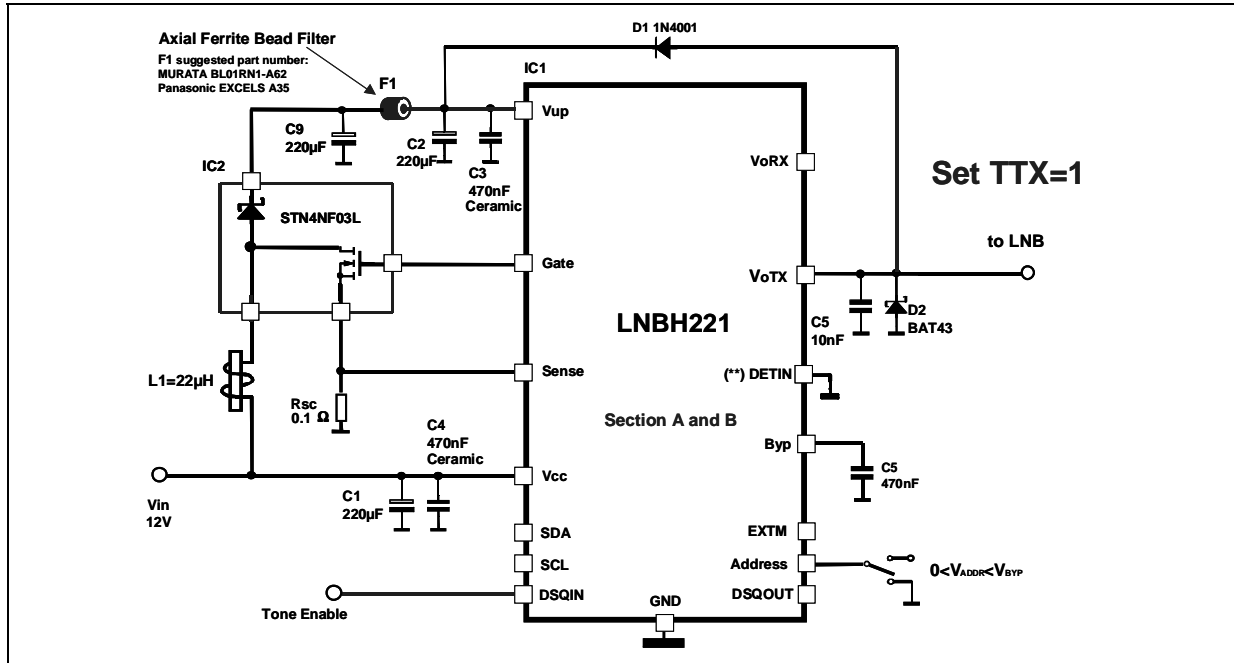 D1 1N4001
Axial Ferrite Bead Filter
F1 suggested part number:
MURATA BL01RN1-A62
Panasonic EXCELS A35
F1
IC1
Vup
C9
220µF
C2
220µF
C3
470nF
Ceramic
VoRX
Set TTX=1
IC2
STN4NF03L
to LNB
Gate
VoTX
LNBH221
C5
10nF
D2
BAT43
L1=22µH
Sense
(**) DETIN
Rsc
0.1 Ω
Section A and B
C4
470nF
Ceramic
Byp
C5
470nF
Vcc
Vin
12V
C1
220µF
SDA
EXTM
SCL
Address
0<VADDR<VBYP
DSQIN
DSQOUT
Tone Enable
GND